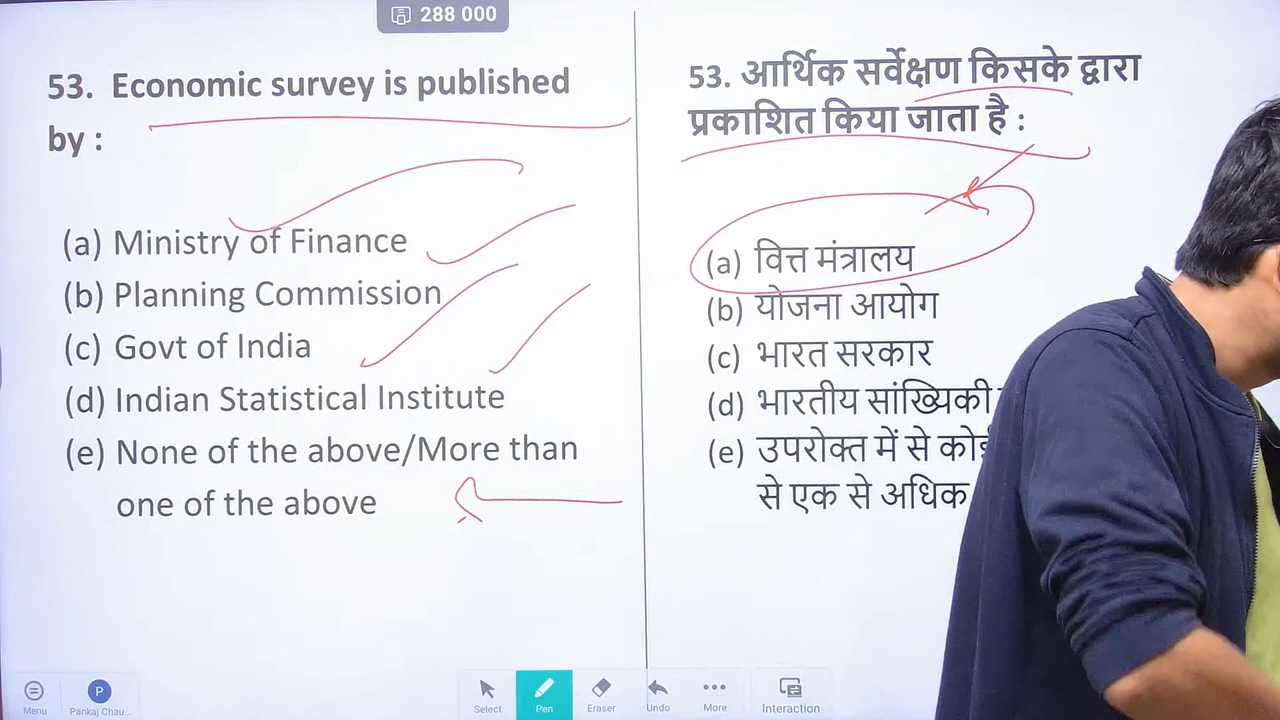 288 000
53. Economic survey is published
by :
(a) Ministry of Finance
(b) Planning Commission
(c) Govt of India
(d) Indian Statistical Institute
(e) None of the above/More than
one of the above
53. आर्थिक सर्वेक्षण किसके द्वारा
प्रकाशित किया जाता है :
(a) वित्त मंत्रालय
(b) योजना आयोग
(c) भारत सरकार
(d) भारतीय सांख्यिकी
(e) उपरोक्त में से
से एक से अधिक
Menu
P
Pankaj Chau...
Select
Pen
Eraser
Undo
More
Interaction